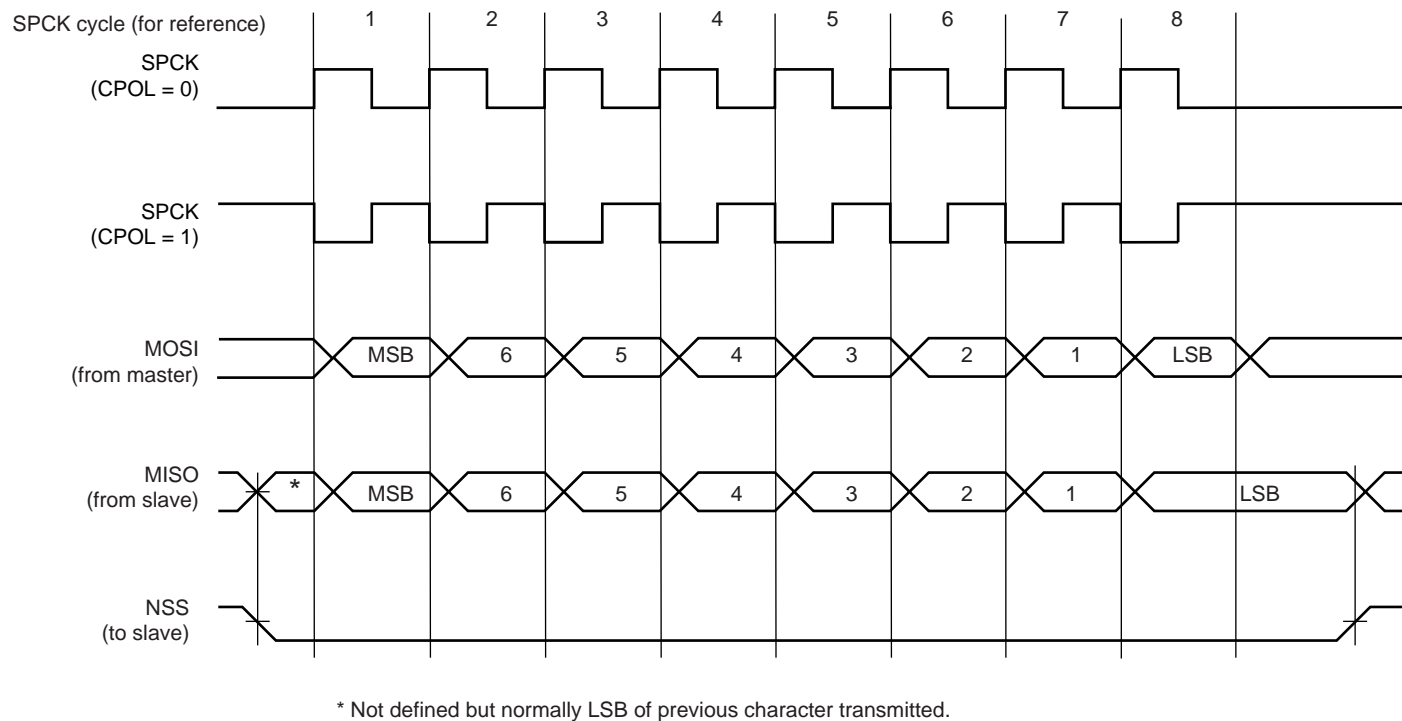 SPCK cycle (for reference) 1 2 3 4 5 6 7 8
SPCK
(CPOL = 0)
SPCK
(CPOL = 1)
MOSI
(from master)
MSB 6 5 4 3 2 1 LSB
MISO
(from slave)
* MSB 6 5 4 3 2 1 LSB
NSS
(to slave)
* Not defined but normally LSB of previous character transmitted.